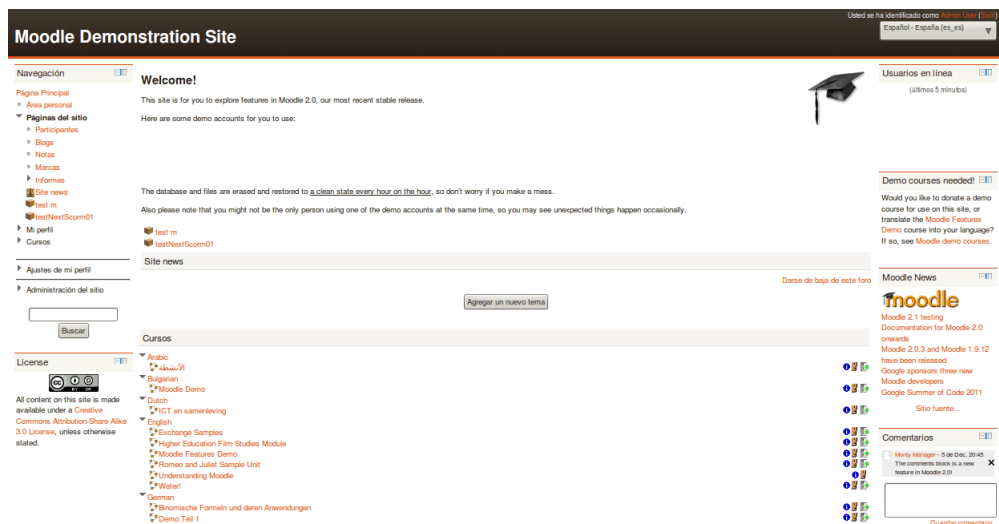 Usted se ha identificado como Admin User (Salir)
Moodle Demonstration Site
Español - España (es_es)
Navegación
Página Principal
Área personal
Páginas del sitio
Participantes
Blogs
Notas
Marcas
Informes
Site news
test m
testNextScorm01
Mi perfil
Cursos
Ajustes de mi perfil
Administración del sitio
Buscar
License
CC BY SA
All content on this site is made
available under a Creative
Commons Attribution-Share Alike
3.0 License, unless otherwise
stated.
Welcome!
This site is for you to explore features in Moodle 2.0, our most recent stable release.
Here are some demo accounts for you to use:
The database and files are erased and restored to a clean state every hour on the hour, so don't worry if you make a mess.
Also please note that you might not be the only person using one of the demo accounts at the same time, so you may see unexpected things happen occasionally.
test m
testNextScorm01
Site news
Darse de baja de este foro
Agregar un nuevo tema
Cursos
Arabic
الأنشطة
Bulgarian
Moodle Demo
Dutch
ICT en samenleving
English
Exchange Samples
Higher Education Film Studies Module
Moodle Features Demo
Romeo and Juliet Sample Unit
Understanding Moodle
Water!
German
Binomische Formeln und deren Anwendungen
Demo Teil 1
Usuarios en línea
(últimos 5 minutos)
Demo courses needed!
Would you like to donate a demo
course for use on this site, or
translate the Moodle Features
Demo course into your language?
If so, see Moodle demo courses.
Moodle News
moodle
Moodle 2.1 testing
Documentation for Moodle 2.0
onwards
Moodle 2.0.3 and Moodle 1.9.12
have been released
Google sponsors three new
Moodle developers
Google Summer of Code 2011
Sitio fuente...
Comentarios
Monty Manager - 5 de Dec, 20:45
The comments block is a new
feature in Moodle 2.0!
Guardar comentario